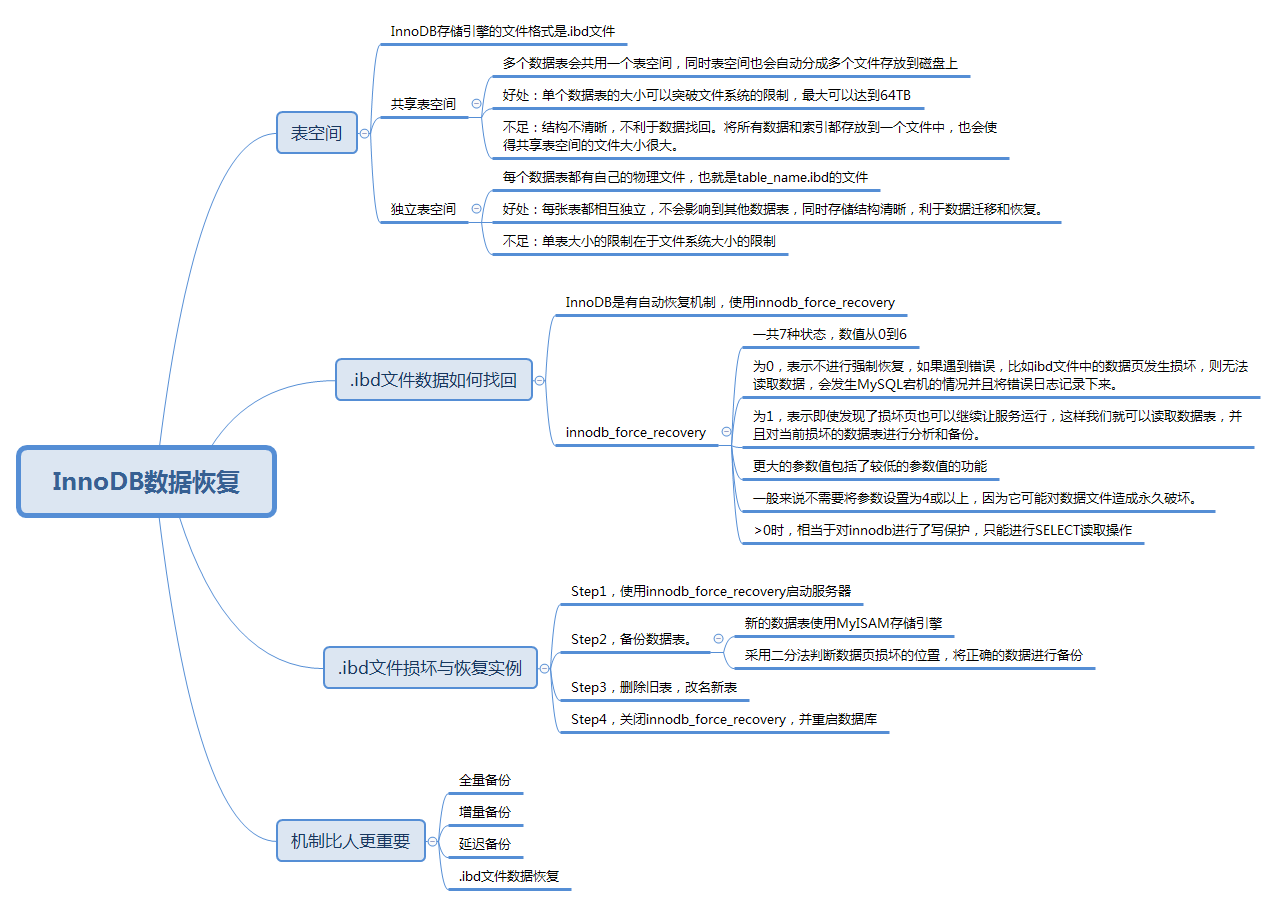 InnoDB数据恢复
表空间
InnoDB存储引擎的文件格式是.ibd文件
共享表空间
多个数据表会共用一个表空间，同时表空间也会自动分成多个文件存放到磁盘上
好处：单个数据表的大小可以突破文件系统的限制，最大可以达到64TB
不足：结构不清晰，不利于数据找回。将所有数据和索引都存放到一个文件中，也会使
得共享表空间的文件大小很大。
独立表空间
每个数据表都有自己的物理文件，也就是table_name.ibd的文件
好处：每张表都相互独立，不会影响到其他数据表，同时存储结构清晰，利于数据迁移和恢复。
不足：单表大小的限制在于文件系统大小的限制
.ibd文件数据如何找回
InnoDB是有自动恢复机制，使用innodb_force_recovery
innodb_force_recovery
一共7种状态，数值从0到6
为0，表示不进行强制恢复，如果遇到错误，比如ibd文件中的数据页发生损坏，则无法
读取数据，会发生MySQL宕机的情况并且将错误日志记录下来。
为1，表示即使发现了损坏页也可以继续让服务运行，这样我们就可以读取数据表，并
且对当前损坏的数据表进行分析和备份。
更大的参数值包括了较低的参数值的功能
一般来说不需要将参数设置为4或以上，因为它可能对数据文件造成永久破坏。
>0时，相当于对innodb进行了写保护，只能进行SELECT读取操作
.ibd文件损坏与恢复实例
Step1，使用innodb_force_recovery启动服务器
Step2，备份数据表。
新的数据表使用MyISAM存储引擎
采用二分法判断数据页损坏的位置，将正确的数据进行备份
Step3，删除旧表，改名新表
Step4，关闭innodb_force_recovery，并重启数据库
机制比人更重要
全量备份
增量备份
延迟备份
.ibd文件数据恢复